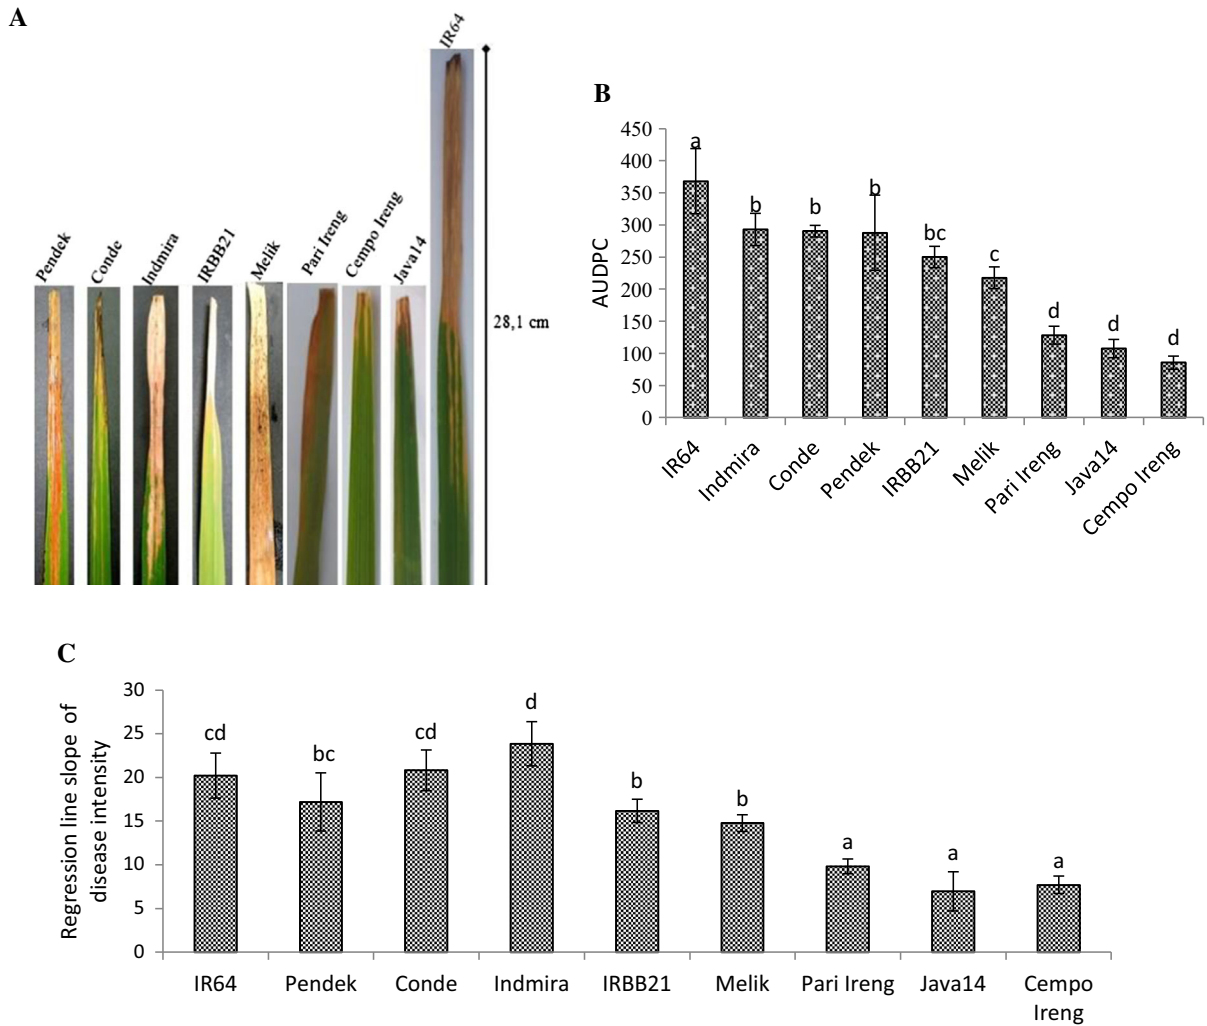 A
IR64
Pendek
Conde
Indmira
IRBB21
Melik
Pari Ireng
Cempo Ireng
Java14
28,1 cm
B
AUDPC
450
400
350
300
250
200
150
100
50
0
a
b
b
b
bc
c
d
d
d
IR64
Indmira
Conde
Pendek
IRBB21
Melik
Pari Ireng
Java14
Cempo Ireng
C
Regression line slope of
disease intensity
30
25
20
15
10
5
0
cd
bc
cd
d
b
b
a
a
a
IR64
Pendek
Conde
Indmira
IRBB21
Melik
Pari Ireng
Java14
Cempo
Ireng